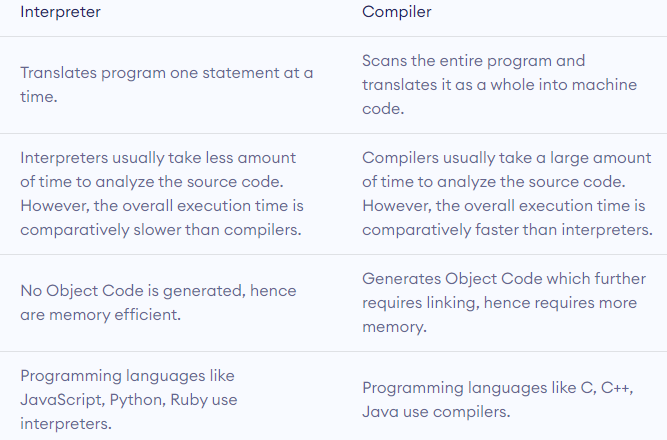 Interpreter
Compiler
Translates program one statement at a
time.
Scans the entire program and
translates it as a whole into machine
code.
Interpreters usually take less amount
of time to analyze the source code.
However, the overall execution time is
comparatively slower than compilers.
Compilers usually take a large amount
of time to analyze the source code.
However, the overall execution time is
comparatively faster than interpreters.
No Object Code is generated, hence
are memory efficient.
Generates Object Code which further
requires linking, hence requires more
memory.
Programming languages like
JavaScript, Python, Ruby use
interpreters.
Programming languages like C, C++,
Java use compilers.